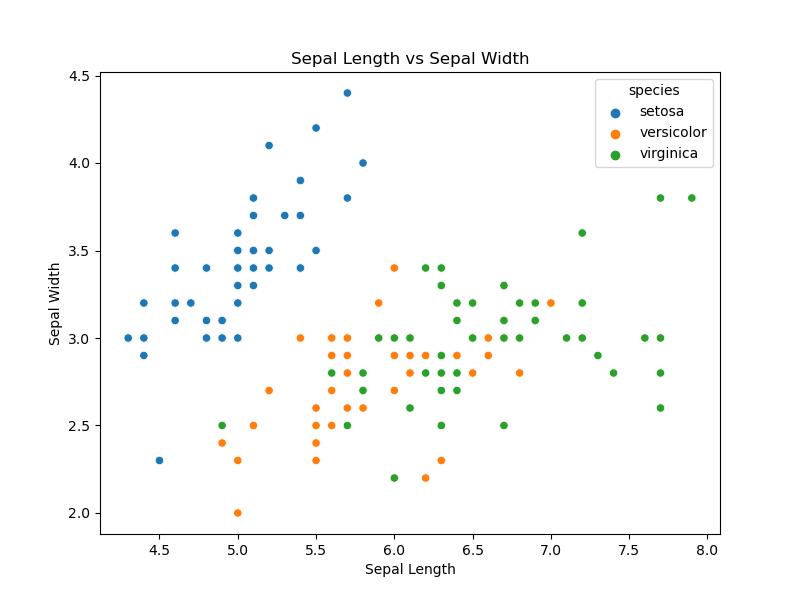 Sepal Length vs Sepal Width
species
setosa
versicolor
virginica
4.5
4.0
3.5
3.0
2.5
2.0
Sepal Width
4.5
5.0
5.5
6.0
6.5
7.0
7.5
8.0
Sepal Length